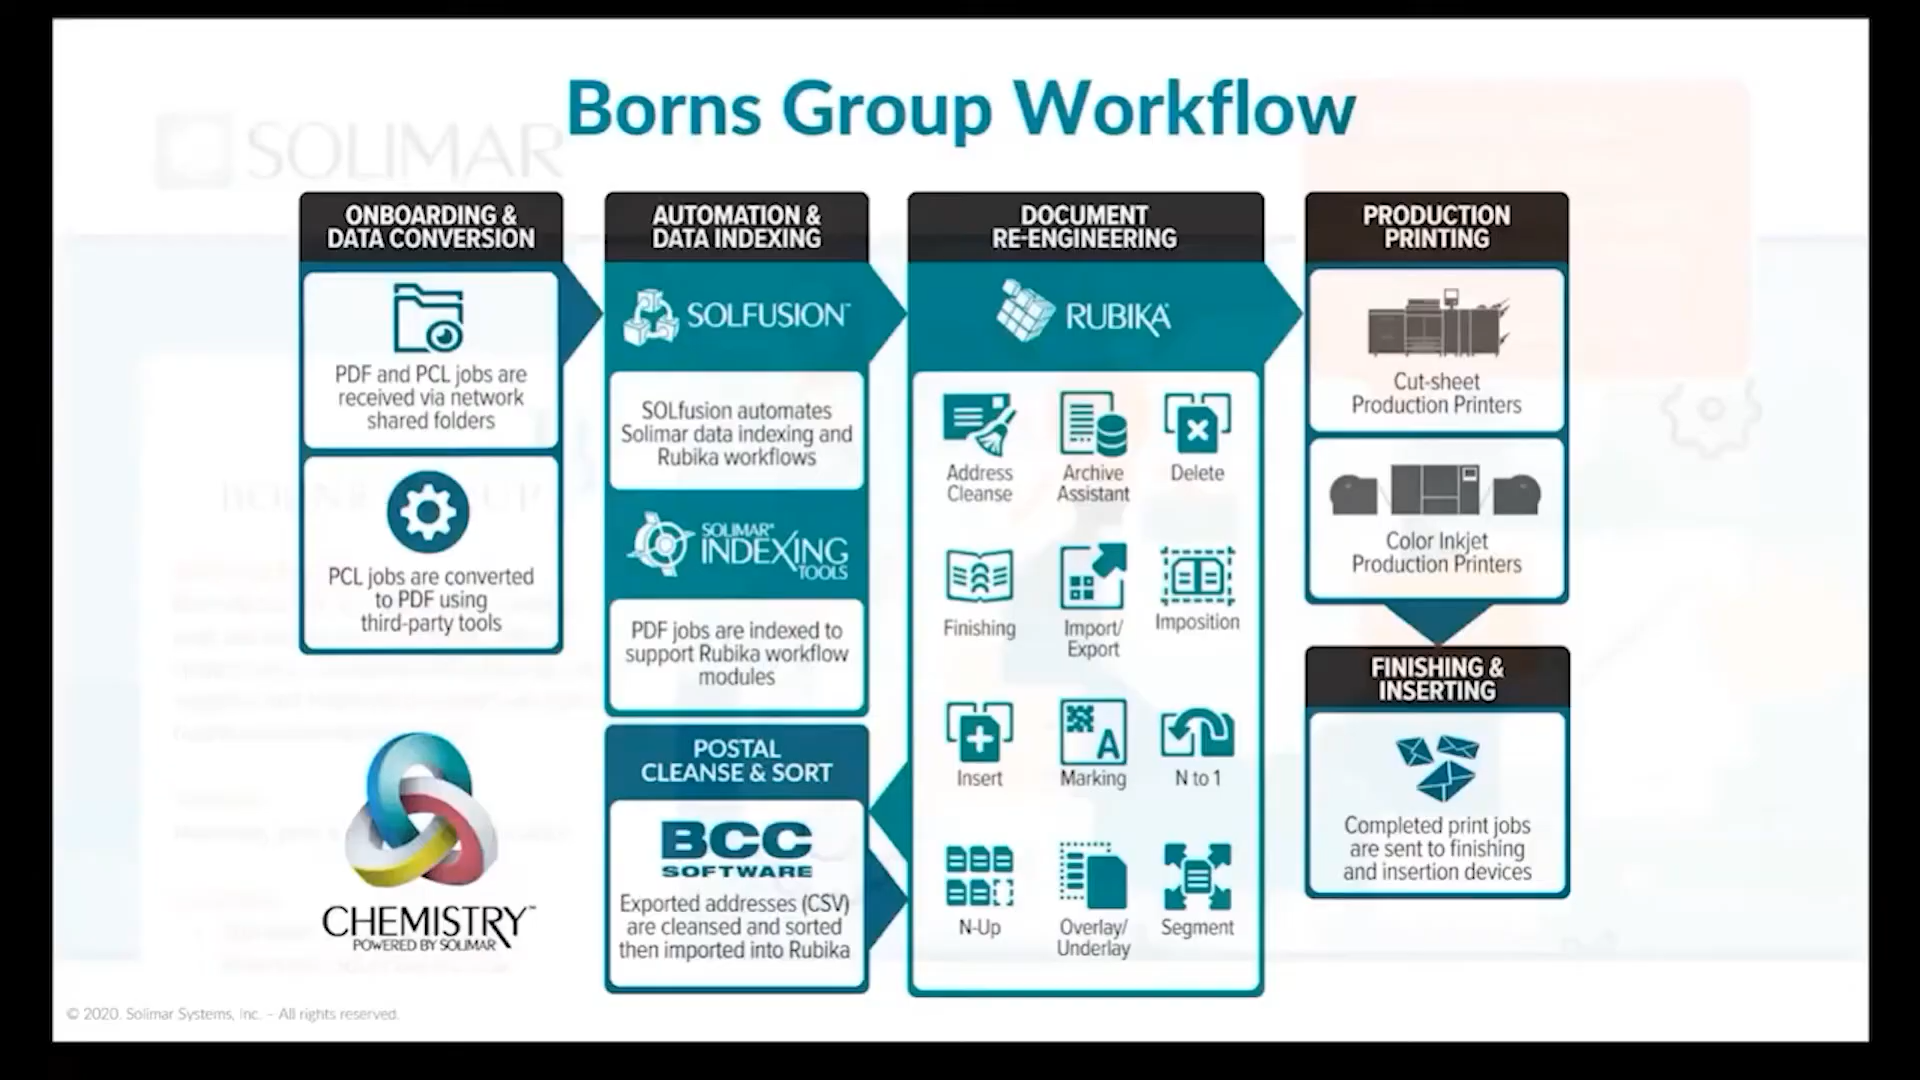 Borns Group Workflow
SOLIMAR
ONBOARDING &
DATA CONVERSION
PDF and PCL jobs are
received via network
shared folders
PCL jobs are converted
to PDF using
third-party tools
CHEMISTRY™
POWERED BY SOLIMAR
AUTOMATION &
DATA INDEXING
SOLFUSION™
SOLfusion automates
Solimar data indexing and
Rubika workflows
SOLIMAR®
INDEXING
TOOLS
PDF jobs are indexed to
support Rubika workflow
modules
POSTAL
CLEANSE & SORT
BCC
SOFTWARE
Exported addresses (CSV)
are cleansed and sorted
then imported into Rubika
DOCUMENT
RE-ENGINEERING
RUBIKA®
Address
Cleanse
Archive
Assistant
Delete
Finishing
Import/
Export
Imposition
Insert
A
Marking
N to 1
N-Up
Overlay/
Underlay
Segment
PRODUCTION
PRINTING
Cut-sheet
Production Printers
Color Inkjet
Production Printers
FINISHING &
INSERTING
Completed print jobs
are sent to finishing
and insertion devices
© 2020. Solimar Systems, Inc. – All rights reserved.